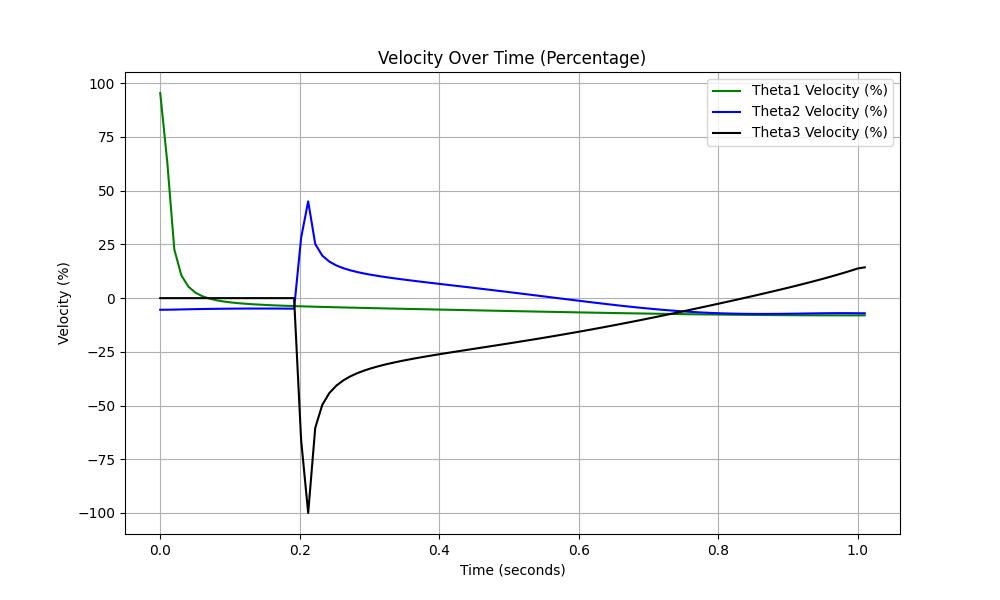 Velocity Over Time (Percentage)
Theta1 Velocity (%)
Theta2 Velocity (%)
Theta3 Velocity (%)
Velocity (%)
100
75
50
25
0
−25
−50
−75
−100
0.0 0.2 0.4 0.6 0.8 1.0
Time (seconds)